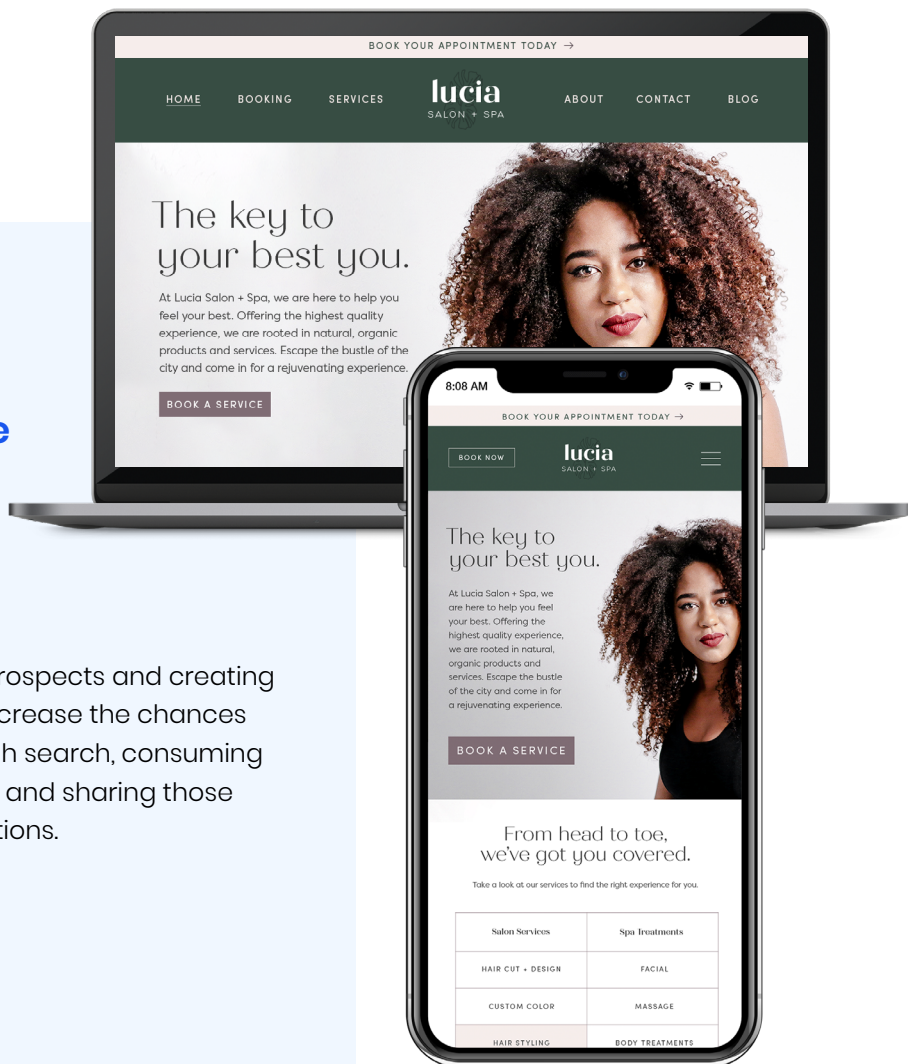 BOOK YOUR APPOINTMENT TODAY →
HOME
BOOKING
SERVICES
lucia
SALON + SPA
ABOUT
CONTACT
BLOG
The key to
your best you.
At Lucia Salon + Spa, we are here to help you
feel your best. Offering the highest quality
experience, we are rooted in natural, organic
products and services. Escape the bustle of the
city and come in for a rejuvenating experience.
BOOK A SERVICE
e
rospects and creating
crease the chances
h search, consuming
and sharing those
tions.
8:08 AM
BOOK YOUR APPOINTMENT TODAY →
BOOK NOW
lucia
SALON + SPA
The key to
your best you.
At Lucia Salon + Spa, we
are here to help you feel
your best. Offering the
highest quality experience,
we are rooted in natural,
organic products and
services. Escape the bustle
of the city and come in for
a rejuvenating experience.
BOOK A SERVICE
From head to toe,
we've got you covered.
Take a look at our services to find the right experience for you.
Salon Services
Spa Treatments
HAIR CUT + DESIGN
FACIAL
CUSTOM COLOR
MASSAGE
HAIR STYLING
BODY TREATMENTS